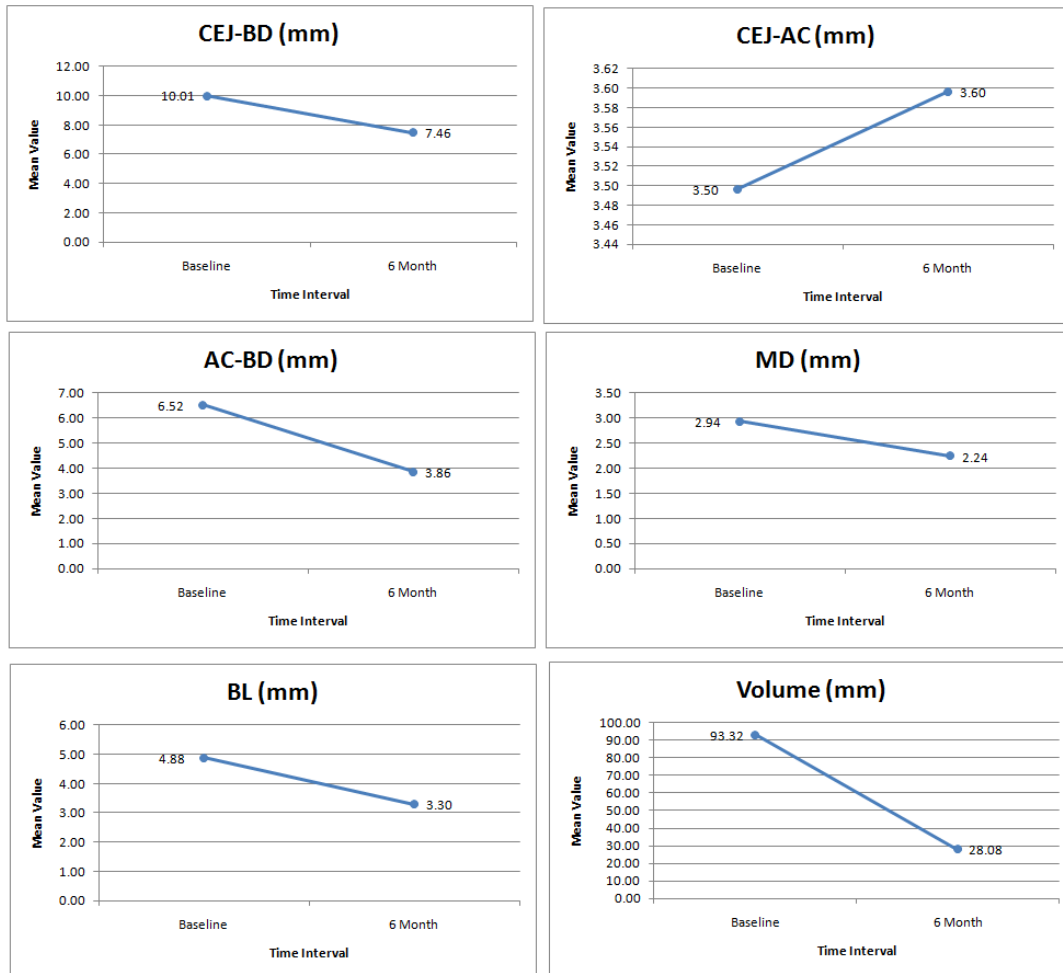 CEJ-BD (mm)
12.00
10.00
8.00
6.00
4.00
2.00
0.00
Mean Value
10.01
7.46
Baseline
6 Month
Time Interval
CEJ-AC (mm)
3.62
3.60
3.58
3.56
3.54
3.52
3.50
3.48
3.46
3.44
Mean Value
3.50
3.60
Baseline
6 Month
Time Interval
AC-BD (mm)
7.00
6.00
5.00
4.00
3.00
2.00
1.00
0.00
Mean Value
6.52
3.86
Baseline
6 Month
Time Interval
MD (mm)
3.50
3.00
2.50
2.00
1.50
1.00
0.50
0.00
Mean Value
2.94
2.24
Baseline
6 Month
Time Interval
BL (mm)
6.00
5.00
4.00
3.00
2.00
1.00
0.00
Mean Value
4.88
3.30
Baseline
6 Month
Time Interval
Volume (mm)
100.00
90.00
80.00
70.00
60.00
50.00
40.00
30.00
20.00
10.00
0.00
Mean Value
93.32
28.08
Baseline
6 Month
Time Interval